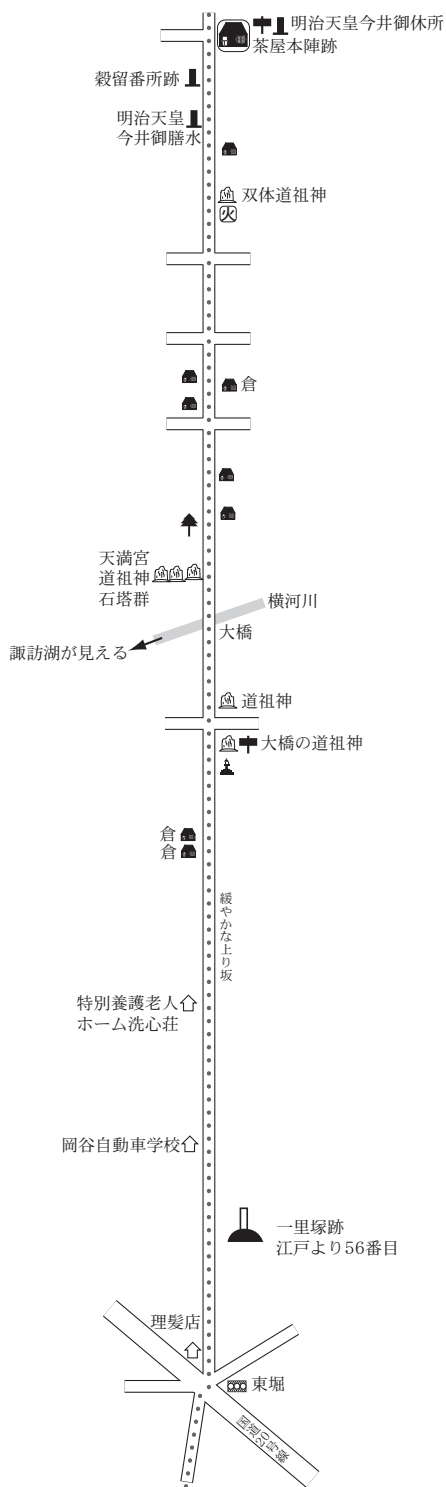 明治天皇今井御休所
茶屋本陣跡
穀留番所跡
明治天皇
今井御膳水
双体道祖神
火
倉
天満宮
道祖神
石塔群
横河川
大橋
諏訪湖が見える
道祖神
大橋の道祖神
倉
倉
緩やかな上り坂
特別養護老人
ホーム洗心荘
岡谷自動車学校
一里塚跡
江戸より56番目
理髪店
東堀
国道20号線